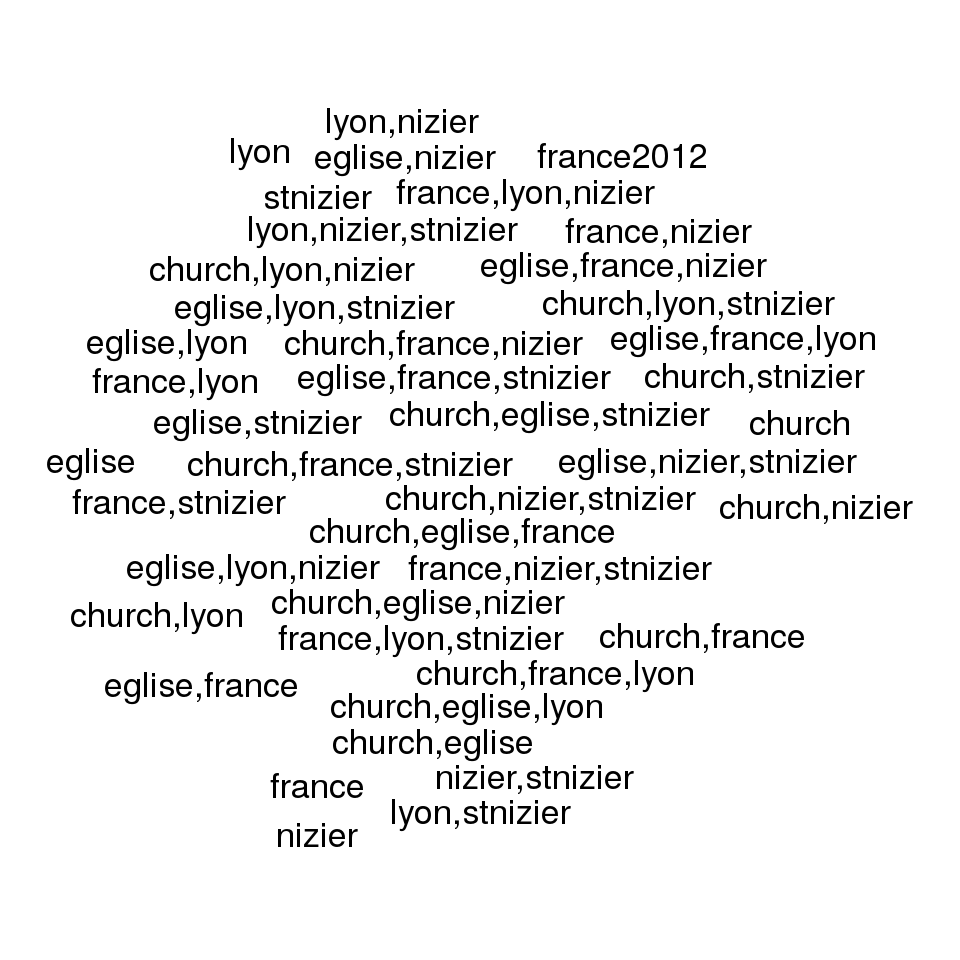 lyon,nizier
lyon
eglise,nizier
france2012
stnizier
france,lyon,nizier
lyon,nizier,stnizier
france,nizier
church,lyon,nizier
eglise,france,nizier
eglise,lyon,stnizier
church,lyon,stnizier
eglise,lyon
church,france,nizier
eglise,france,lyon
france,lyon
eglise,france,stnizier
church,stnizier
eglise,stnizier
church,eglise,stnizier
church
eglise
church,france,stnizier
eglise,nizier,stnizier
france,stnizier
church,nizier,stnizier
church,nizier
church,eglise,france
eglise,lyon,nizier
france,nizier,stnizier
church,lyon
church,eglise,nizier
france,lyon,stnizier
church,france
eglise,france
church,france,lyon
church,eglise,lyon
church,eglise
france
nizier,stnizier
lyon,stnizier
nizier